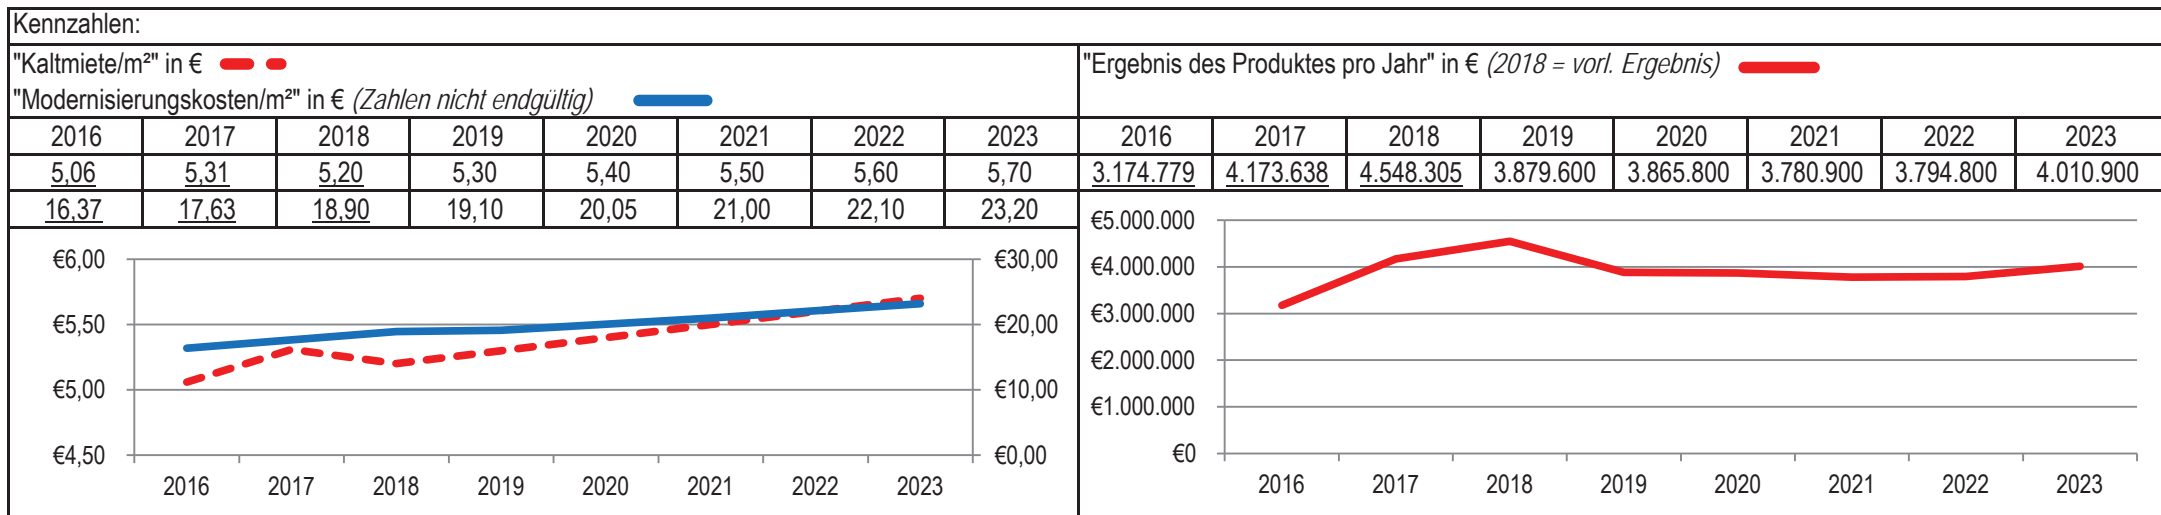 Kennzahlen:
"Kaltmiete/m²" in €
"Modernisierungskosten/m²" in € (Zahlen nicht endgültig)
2016 2017 2018 2019 2020 2021 2022 2023
5,06 5,31 5,20 5,30 5,40 5,50 5,60 5,70
16,37 17,63 18,90 19,10 20,05 21,00 22,10 23,20
€6,00 €30,00
€5,50 €20,00
€5,00 €10,00
€4,50 €0,00
2016 2017 2018 2019 2020 2021 2022 2023
"Ergebnis des Produktes pro Jahr" in € (2018 = vorl. Ergebnis)
2016 2017 2018 2019 2020 2021 2022 2023
3.174.779 4.173.638 4.548.305 3.879.600 3.865.800 3.780.900 3.794.800 4.010.900
€5.000.000
€4.000.000
€3.000.000
€2.000.000
€1.000.000
€0
2016 2017 2018 2019 2020 2021 2022 2023